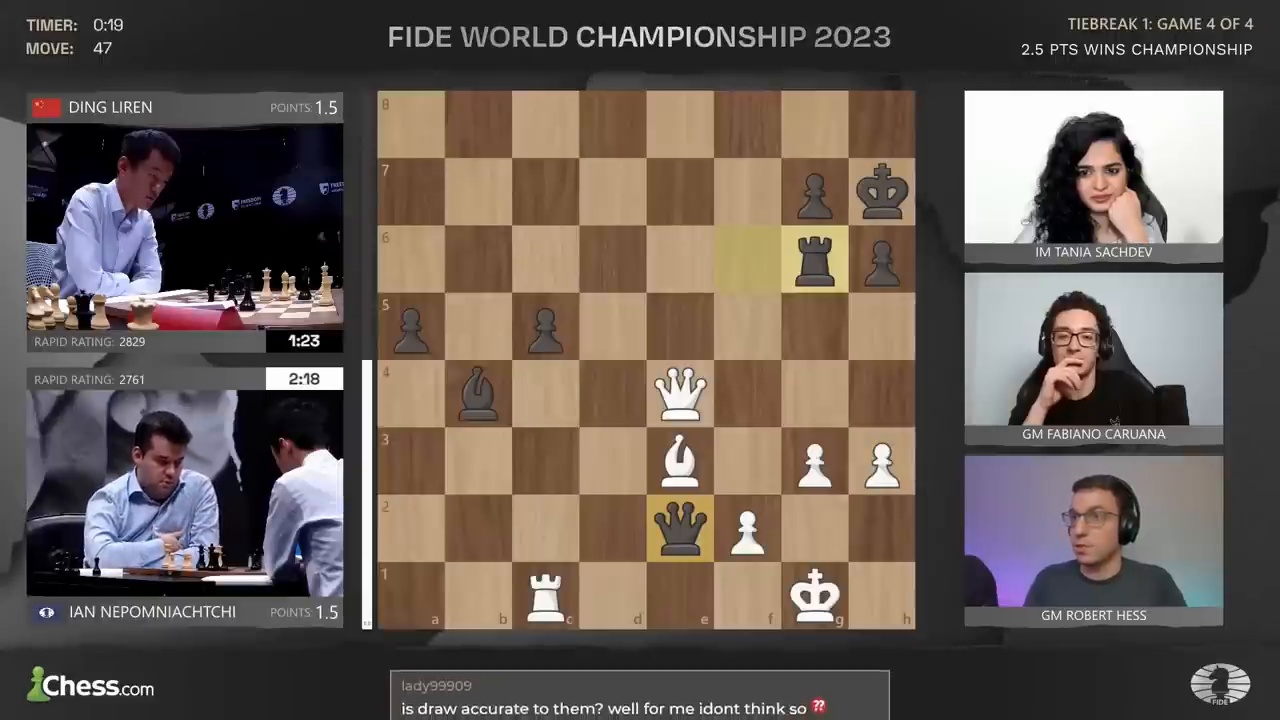 TIMER: 0:19
MOVE: 47
FIDE WORLD CHAMPIONSHIP 2023
TIEBREAK 1: GAME 4 OF 4
2.5 PTS WINS CHAMPIONSHIP
DING LIREN POINTS: 1.5
RAPID RATING: 2829 1:23
RAPID RATING: 2761 2:18
IAN NEPOMNIACHTCHI POINTS: 1.5
8
7
6
5
4
3
2
1
a b c d e f g h
IM TANIA SACHDEV
GM FABIANO CARUANA
GM ROBERT HESS
Chess.com
lady99909
is draw accurate to them? well for me idont think so ⁇
FIDE